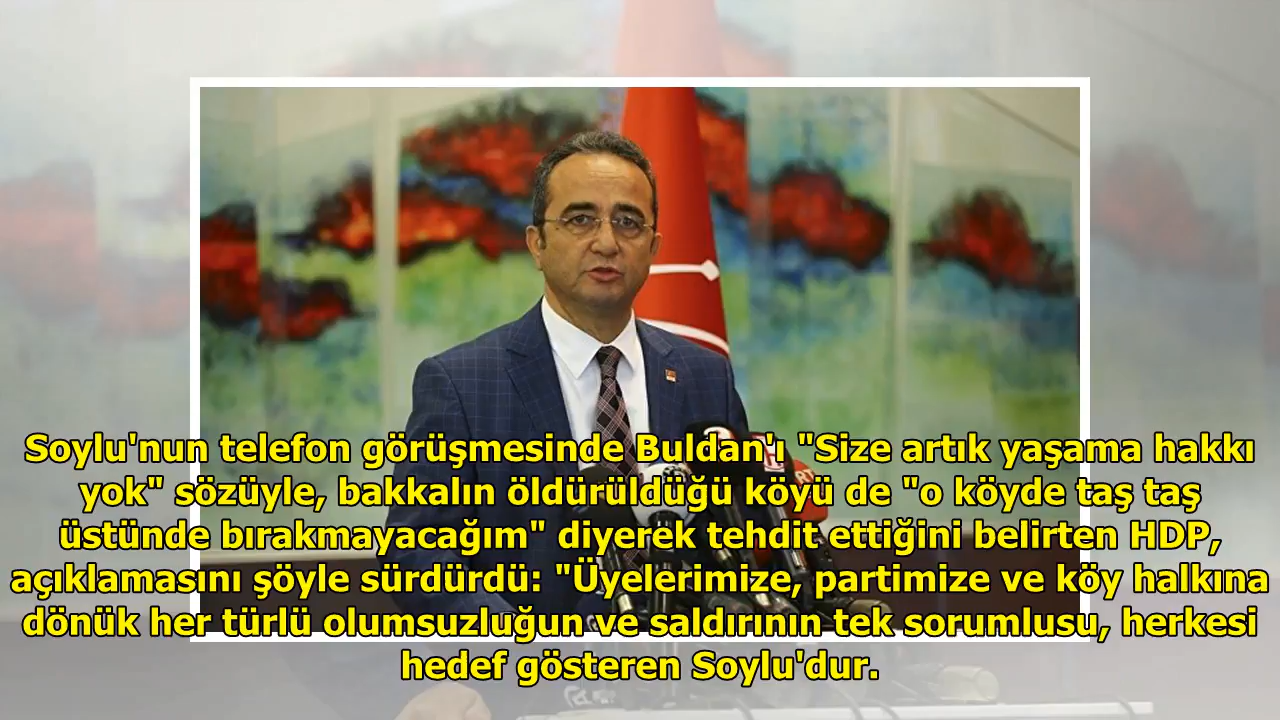 Soylu'nun telefon görüşmesinde Buldan'ı "Size artık yaşama hakkı
yok" sözüyle, bakkalın öldürüldüğü köyü de "o köyde taş taş
üstünde bırakmayacağım" diyerek tehdit ettiğini belirten HDP,
açıklamasını şöyle sürdürdü: "Üyelerimize, partimize ve köy halkına
dönük her türlü olumsuzluğun ve saldırının tek sorumlusu, herkesi
hedef gösteren Soylu'dur.